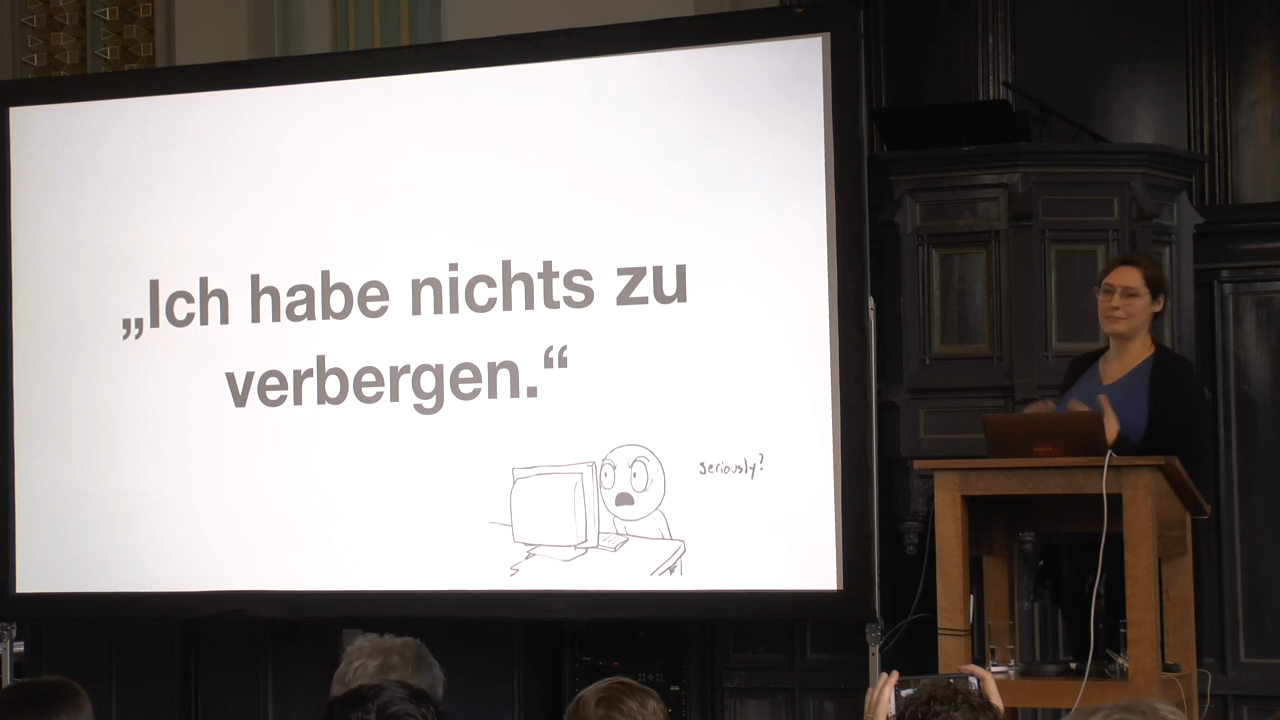 „Ich habe nichts zu
verbergen.“
seriously?